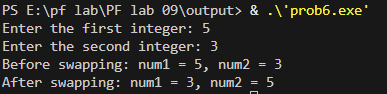 PS E:\pf lab\PF lab 09\output> & .\'prob6.exe'
Enter the first integer: 5
Enter the second integer: 3
Before swapping: num1 = 5, num2 = 3
After swapping: num1 = 3, num2 = 5